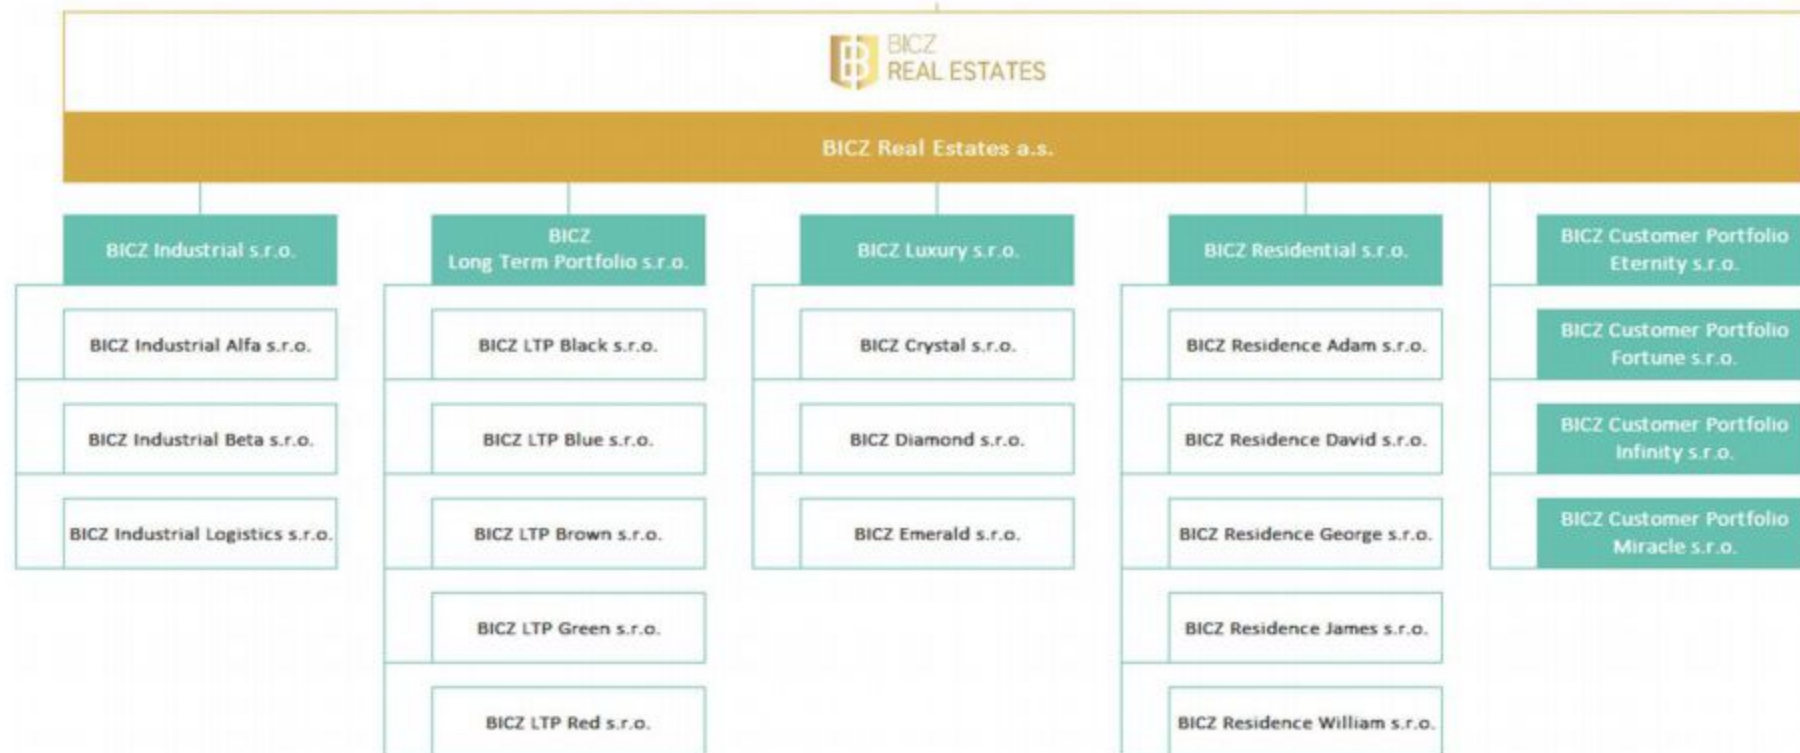 BICZ
REAL ESTATES
BICZ Real Estates a.s.
BICZ Industrial s.r.o.
BICZ Industrial Alfa s.r.o.
BICZ Industrial Beta s.r.o.
BICZ Industrial Logistics s.r.o.
BICZ
Long Term Portfolio s.r.o.
BICZ LTP Black s.r.o.
BICZ LTP Blue s.r.o.
BICZ LTP Brown s.r.o.
BICZ LTP Green s.r.o.
BICZ LTP Red s.r.o.
BICZ Luxury s.r.o.
BICZ Crystal s.r.o.
BICZ Diamond s.r.o.
BICZ Emerald s.r.o.
BICZ Residential s.r.o.
BICZ Residence Adam s.r.o.
BICZ Residence David s.r.o.
BICZ Residence George s.r.o.
BICZ Residence James s.r.o.
BICZ Residence William s.r.o.
BICZ Customer Portfolio
Eternity s.r.o.
BICZ Customer Portfolio
Fortune s.r.o.
BICZ Customer Portfolio
Infinity s.r.o.
BICZ Customer Portfolio
Miracle s.r.o.